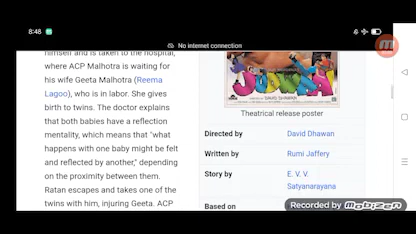 8:48
No internet connection
himself and is taken to the hospital,
where ACP Malhotra is waiting for
his wife Geeta Malhotra (Reema
Lagoo), who is in labor. She gives
birth to twins. The doctor explains
that both babies have a reflection
mentality, which means that "what
happens with one baby might be felt
and reflected by another," depending
on the proximity between them.
Ratan escapes and takes one of the
twins with him, injuring Geeta. ACP
JUDWAA
DAVID DHAWAN
Theatrical release poster
Directed by David Dhawan
Written by Rumi Jaffery
Story by E. V. V.
Satyanarayana
Based on
Recorded by Mobizen